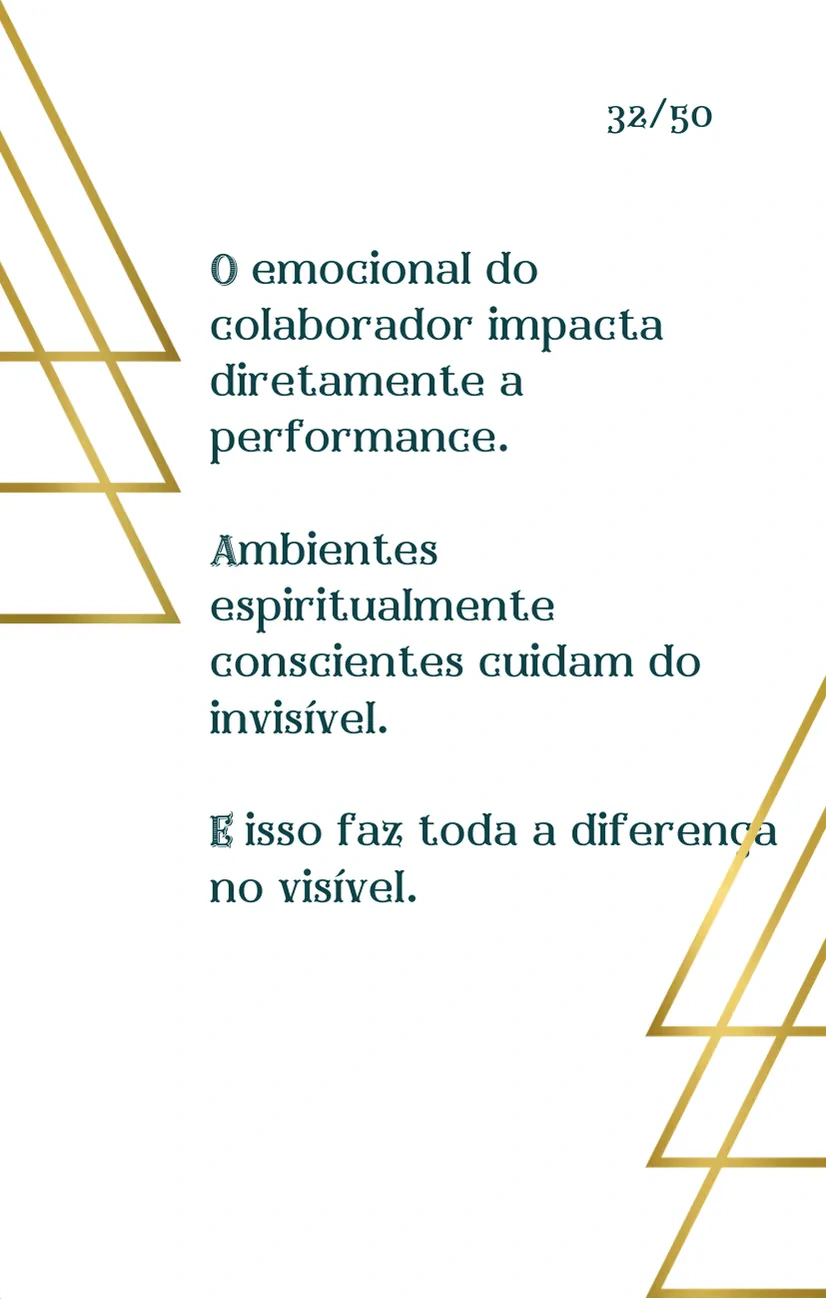 32/50
O emocional do
colaborador impacta
diretamente a
performance.
Ambientes
espiritualmente
conscientes cuidam do
invisível.
E isso faz toda a diferença
no visível.